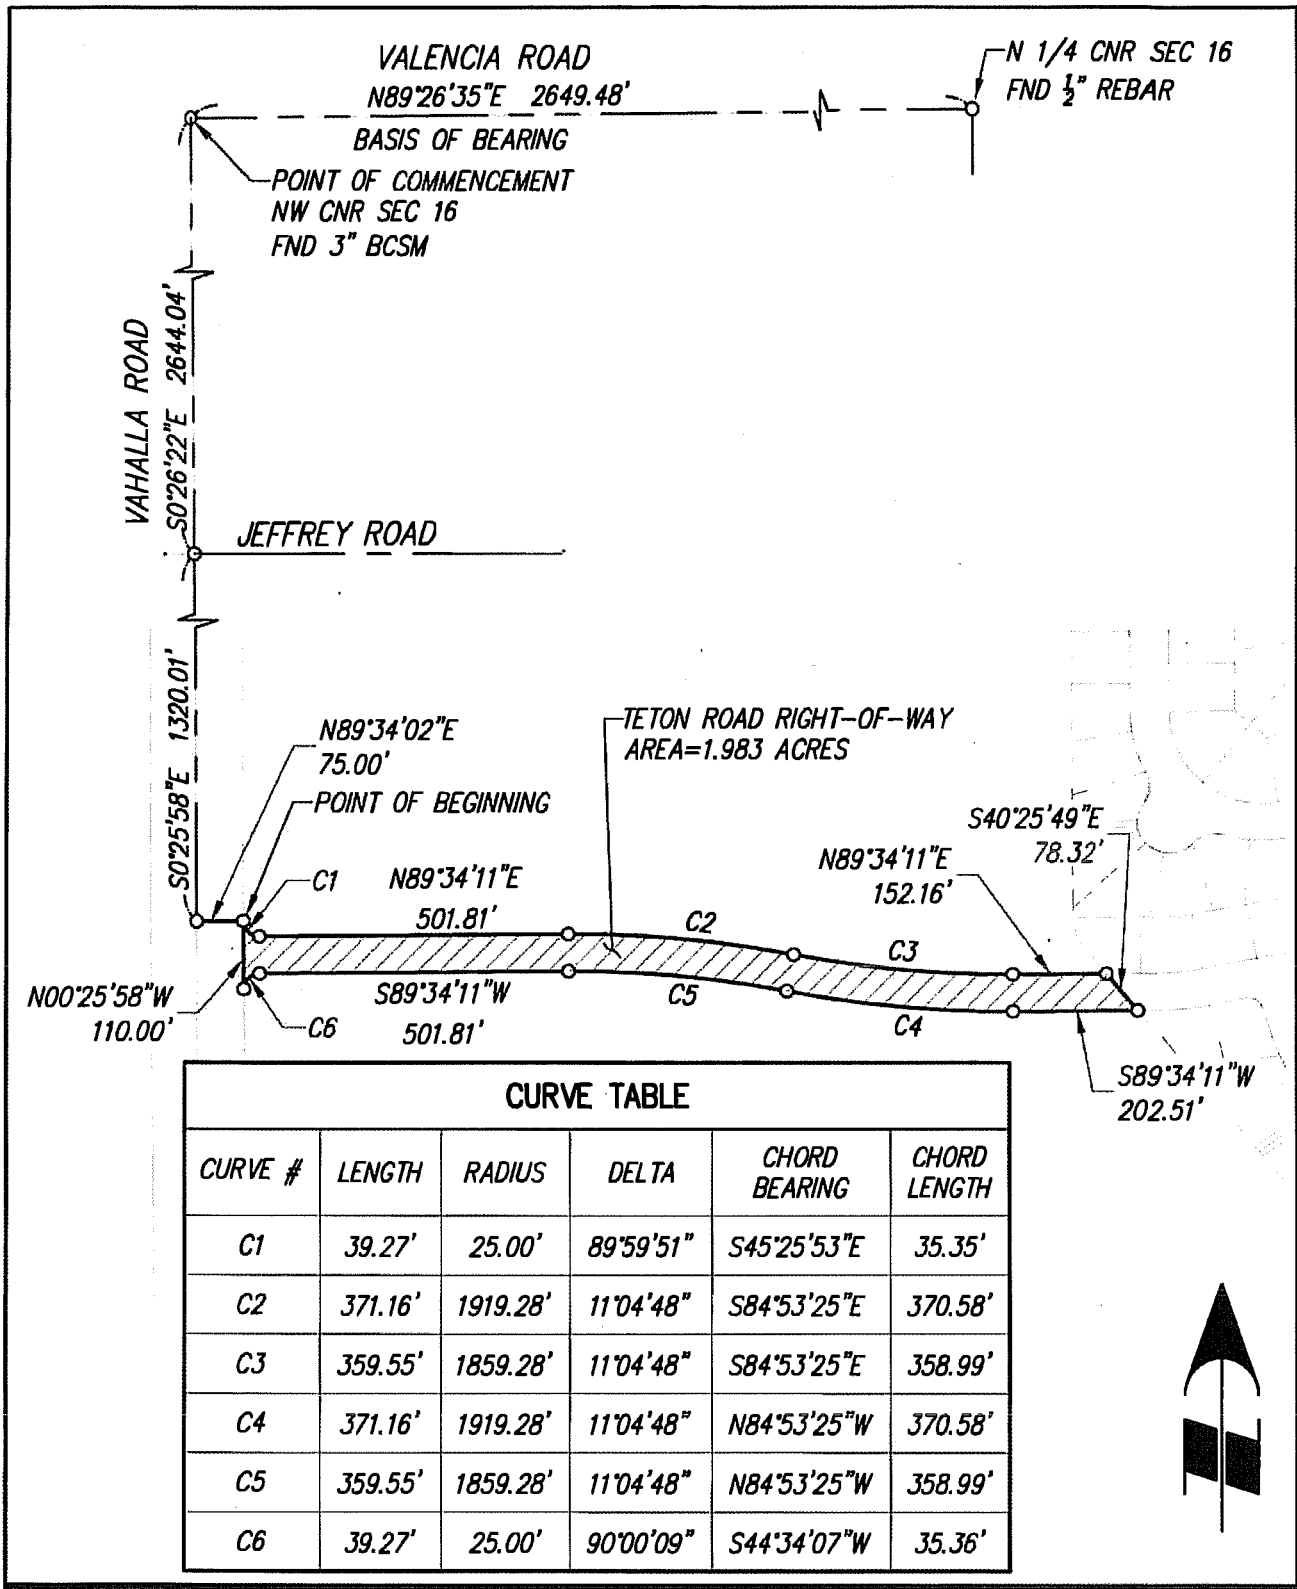 VALENCIA ROAD
N89°26'35"E 2649.48'
BASIS OF BEARING
N 1/4 CNR SEC 16
FND 1/2" REBAR
POINT OF COMMENCEMENT
NW CNR SEC 16
FND 3" BCSM
VAHALLA ROAD
S0°26'22"E 2644.04'
JEFFREY ROAD
S0°25'58"E 1320.01'
N89°34'02"E
75.00'
POINT OF BEGINNING
TETON ROAD RIGHT-OF-WAY
AREA=1.983 ACRES
C1
N89°34'11"E
501.81'
C2
C3
N89°34'11"E
152.16'
S40°25'49"E
78.32'
N00°25'58"W
110.00'
C6
S89°34'11"W
501.81'
C5
C4
S89°34'11"W
202.51'
CURVE TABLE
CURVE # LENGTH RADIUS DELTA CHORD BEARING CHORD LENGTH
C1 39.27' 25.00' 89°59'51" S45°25'53"E 35.35'
C2 371.16' 1919.28' 11°04'48" S84°53'25"E 370.58'
C3 359.55' 1859.28' 11°04'48" S84°53'25"E 358.99'
C4 371.16' 1919.28' 11°04'48" N84°53'25"W 370.58'
C5 359.55' 1859.28' 11°04'48" N84°53'25"W 358.99'
C6 39.27' 25.00' 90°00'09" S44°34'07"W 35.36'